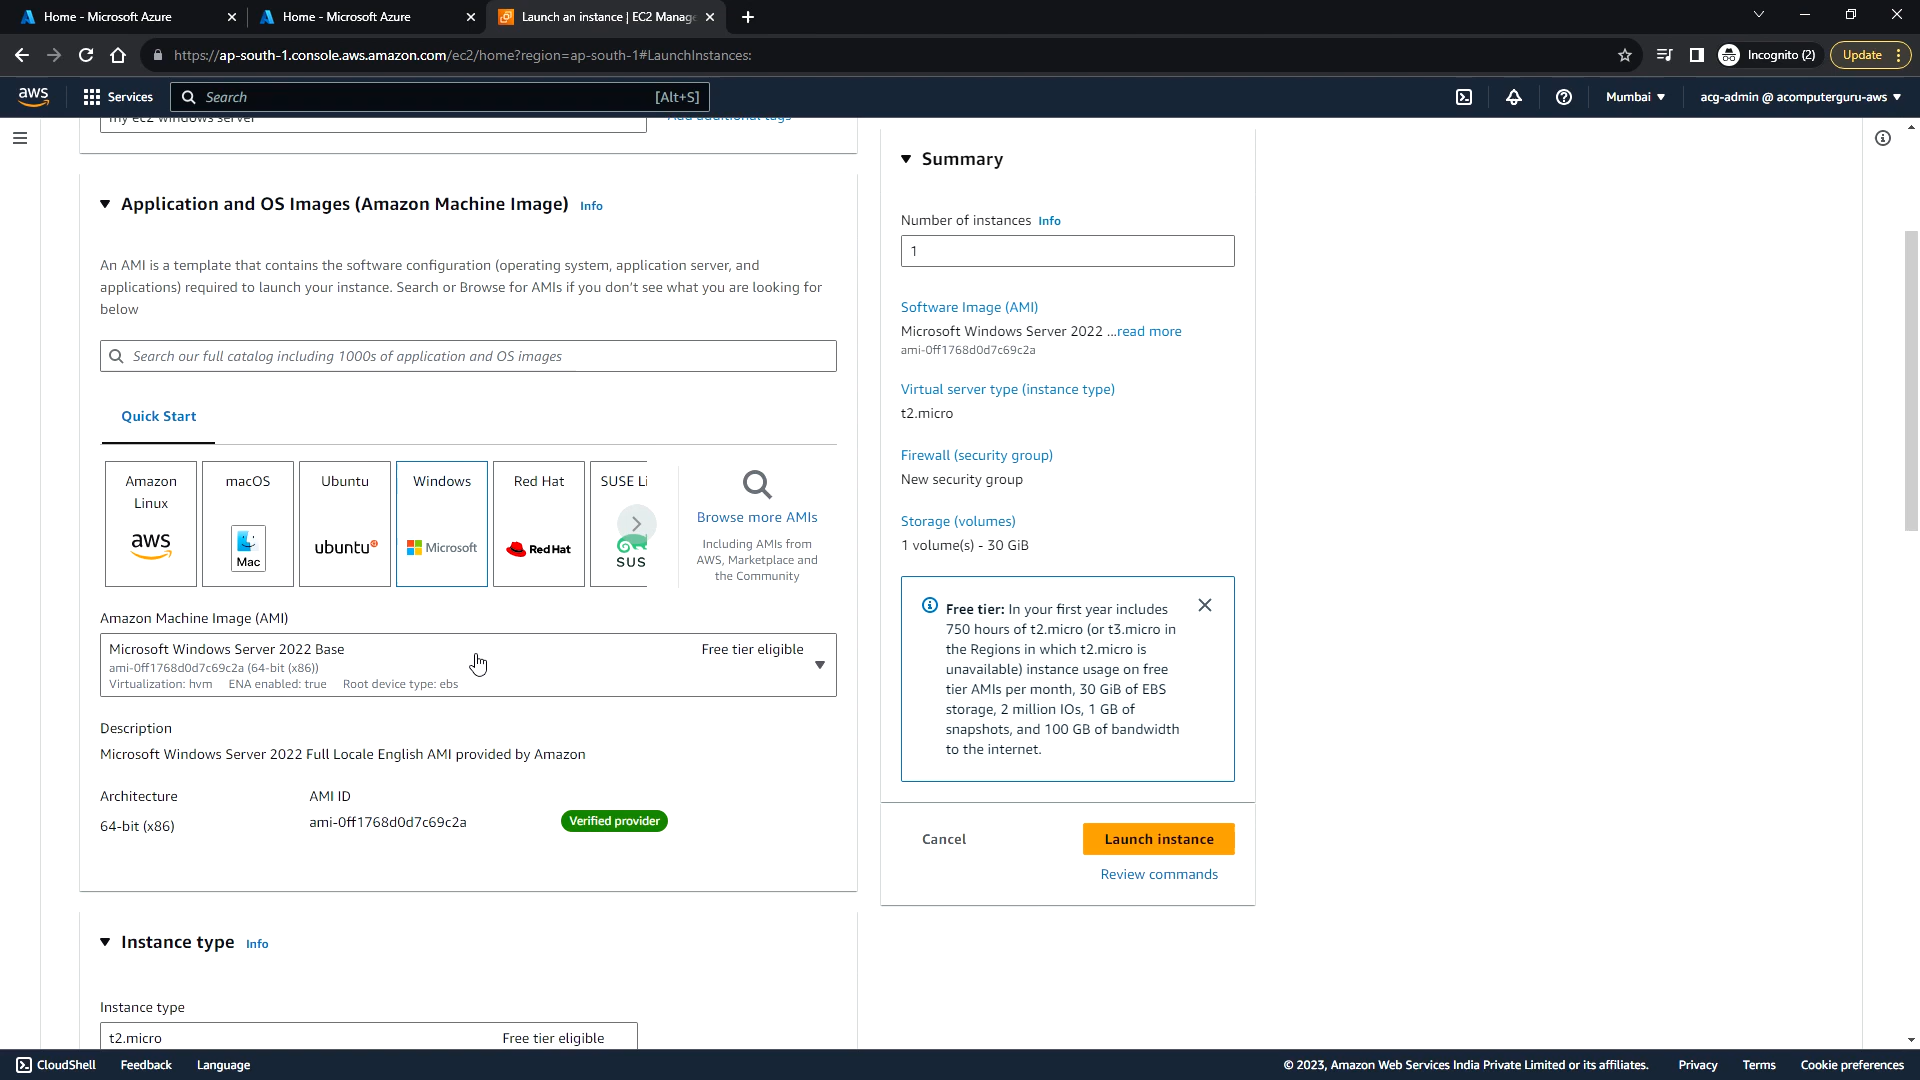 Home - Microsoft Azure
Home - Microsoft Azure
Launch an instance | EC2 Manage
https://ap-south-1.console.aws.amazon.com/ec2/home?region=ap-south-1#LaunchInstances:
Incognito (2)
Update
aws
Services
Search
[Alt+S]
Mumbai
acg-admin @ acomputerguru-aws
my ec2 windows server
Add additional tags
Application and OS Images (Amazon Machine Image) Info
An AMI is a template that contains the software configuration (operating system, application server, and
applications) required to launch your instance. Search or Browse for AMIs if you don't see what you are looking for
below
Search our full catalog including 1000s of application and OS images
Quick Start
Amazon
Linux
aws
macOS
Mac
Ubuntu
ubuntu
Windows
Microsoft
Red Hat
Red Hat
SUSE Li
SUS
Browse more AMIs
Including AMIs from
AWS, Marketplace and
the Community
Amazon Machine Image (AMI)
Microsoft Windows Server 2022 Base
Free tier eligible
ami-0ff1768d0d7c69c2a (64-bit (x86))
Virtualization: hvm ENA enabled: true Root device type: ebs
Description
Microsoft Windows Server 2022 Full Locale English AMI provided by Amazon
Architecture
AMI ID
64-bit (x86)
ami-0ff1768d0d7c69c2a
Verified provider
Instance type Info
Instance type
t2.micro
Free tier eligible
Summary
Number of instances Info
1
Software Image (AMI)
Microsoft Windows Server 2022 ...read more
ami-0ff1768d0d7c69c2a
Virtual server type (instance type)
t2.micro
Firewall (security group)
New security group
Storage (volumes)
1 volume(s) - 30 GiB
Free tier: In your first year includes
750 hours of t2.micro (or t3.micro in
the Regions in which t2.micro is
unavailable) instance usage on free
tier AMIs per month, 30 GiB of EBS
storage, 2 million IOs, 1 GB of
snapshots, and 100 GB of bandwidth
to the internet.
Cancel
Launch instance
Review commands
CloudShell
Feedback
Language
© 2023, Amazon Web Services India Private Limited or its affiliates.
Privacy
Terms
Cookie preferences